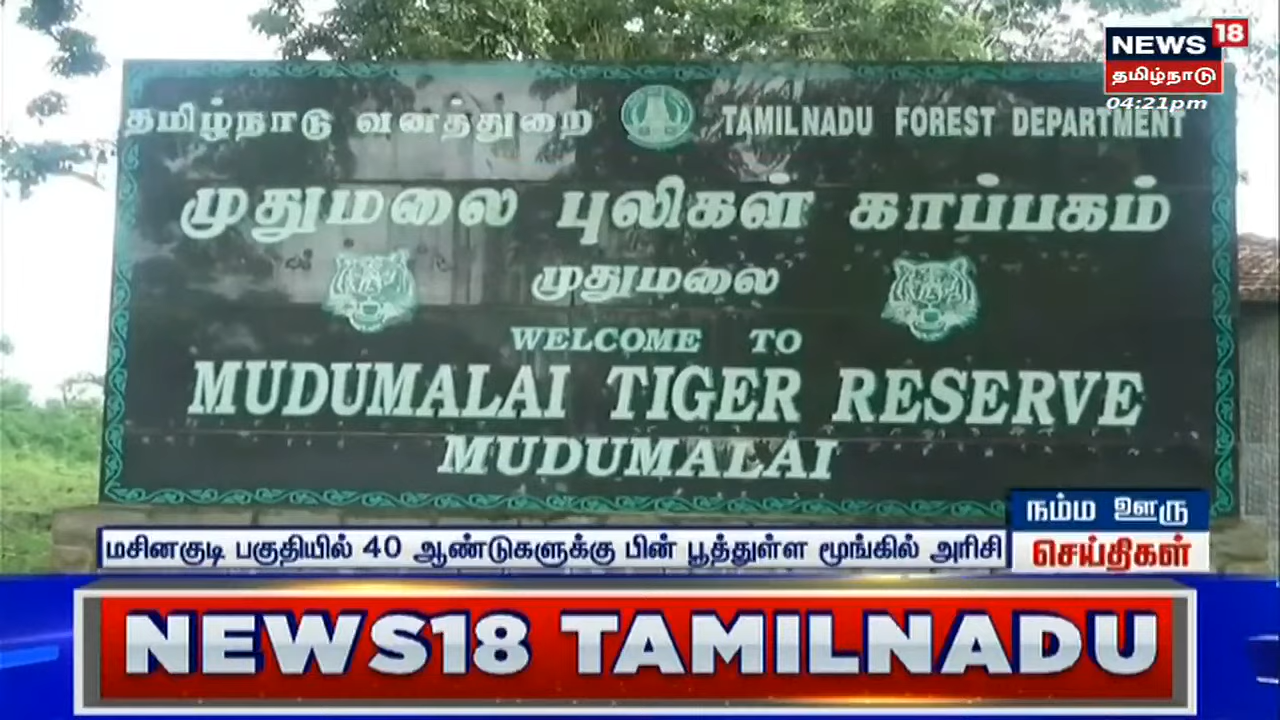 NEWS 18
தமிழ்நாடு
04:21pm
தமிழ்நாடு வனத்துறை TAMILNADU FOREST DEPARTMENT
முதுமலை புலிகள் காப்பகம்
முதுமலை
WELCOME TO
MUDUMALAI TIGER RESERVE
MUDUMALAI
நம்ம ஊரு
மசினகுடி பகுதியில் 40 ஆண்டுகளுக்கு பின் பூத்துள்ள மூங்கில் அரிசி
செய்திகள்
NEWS18 TAMILNADU